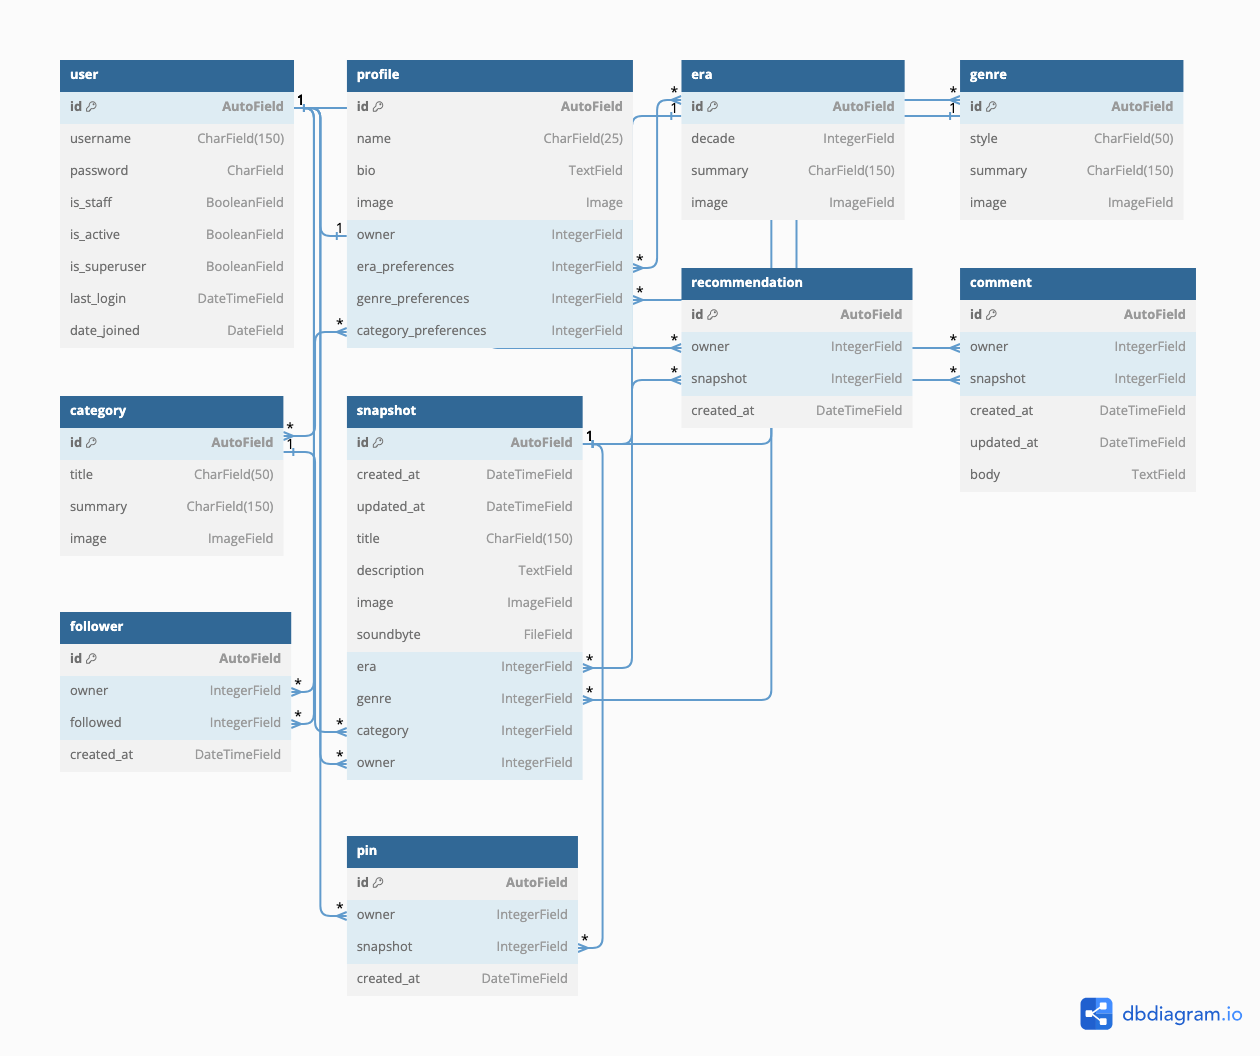 user
id AutoField
username CharField(150)
password CharField
is_staff BooleanField
is_active BooleanField
is_superuser BooleanField
last_login DateTimeField
date_joined DateField
1
profile
id AutoField
name CharField(25)
bio TextField
image Image
1 owner IntegerField
era_preferences IntegerField *
genre_preferences IntegerField *
* category_preferences IntegerField
era
* id AutoField
1
decade IntegerField
summary CharField(150)
image ImageField
genre
* id AutoField
1
style CharField(50)
summary CharField(150)
image ImageField
recommendation
id AutoField
* owner IntegerField
* snapshot IntegerField
created_at DateTimeField
comment
id AutoField
* owner IntegerField
* snapshot IntegerField
created_at DateTimeField
updated_at DateTimeField
body TextField
category
id AutoField *
1
title CharField(50)
summary CharField(150)
image ImageField
snapshot
id AutoField 1
created_at DateTimeField
updated_at DateTimeField
title CharField(150)
description TextField
image ImageField
soundbyte FileField
era IntegerField *
genre IntegerField *
* category IntegerField
* owner IntegerField
follower
id AutoField
owner IntegerField *
followed IntegerField *
created_at DateTimeField
pin
id AutoField
* owner IntegerField
snapshot IntegerField *
created_at DateTimeField
dbdiagram.io